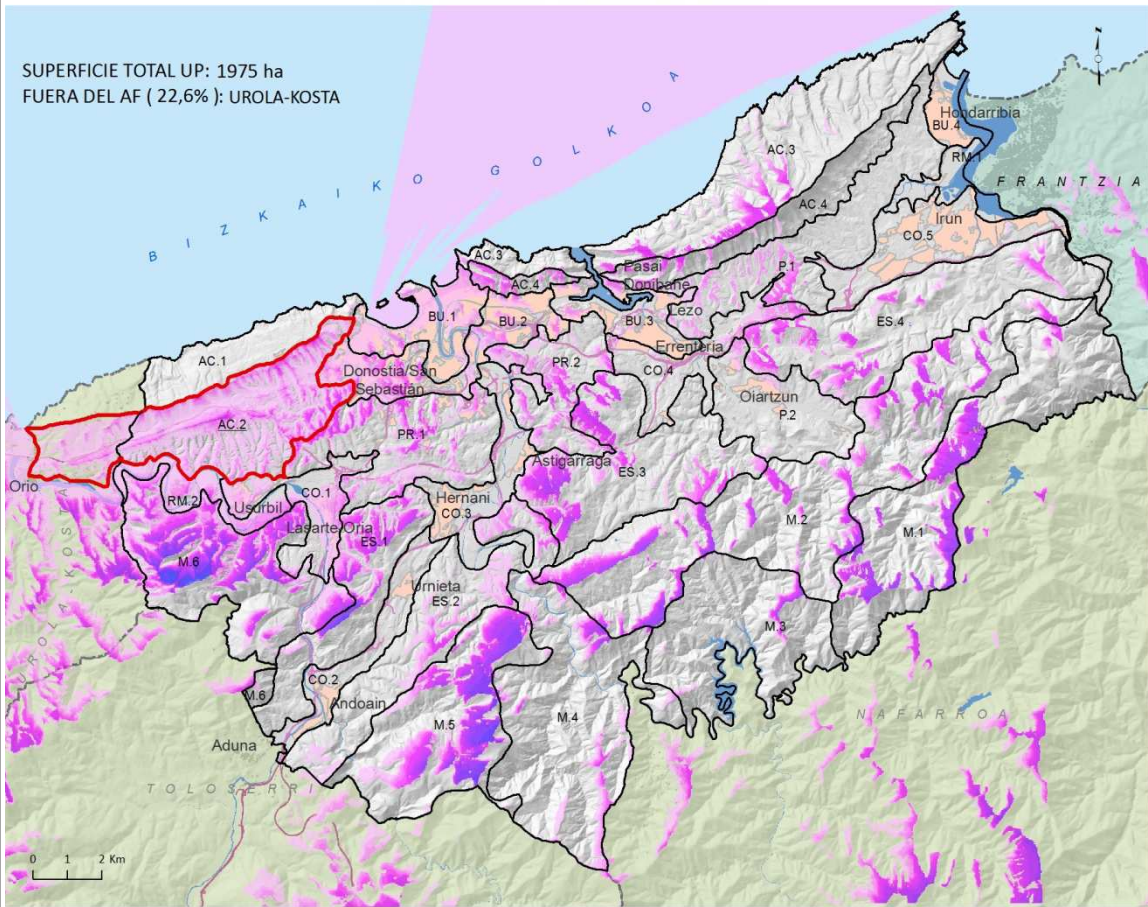 SUPERFICIE TOTAL UP: 1975 ha
FUERA DEL AF ( 22,6% ): UROLA-KOSTA
N
BIZKAIKO GOLKOA
Hondarribia
BU.4
AC.3
RM.1
FRANTZIA
AC.4
Irun
CO.5
AC.3
Pasai
Donibane
P.1
AC.4
BU.1
BU.2
BU.3
Lezo
ES.4
AC.1
Errenteria
Donostia/San
Sebastián
PR.2
CO.4
Oiartzun
P.2
AC.2
PR.1
Astigarraga
ES.3
Orio
RM.2
Usurbil
CO.1
Hernani
CO.3
Lasarte-Oria
ES.1
M.2
M.1
M.6
UROLA-KOSTA
Urnieta
ES.2
M.3
M.6
CO.2
Andoain
M.5
M.4
NAFARROA
Aduna
TOLOSERRI
0 1 2 Km